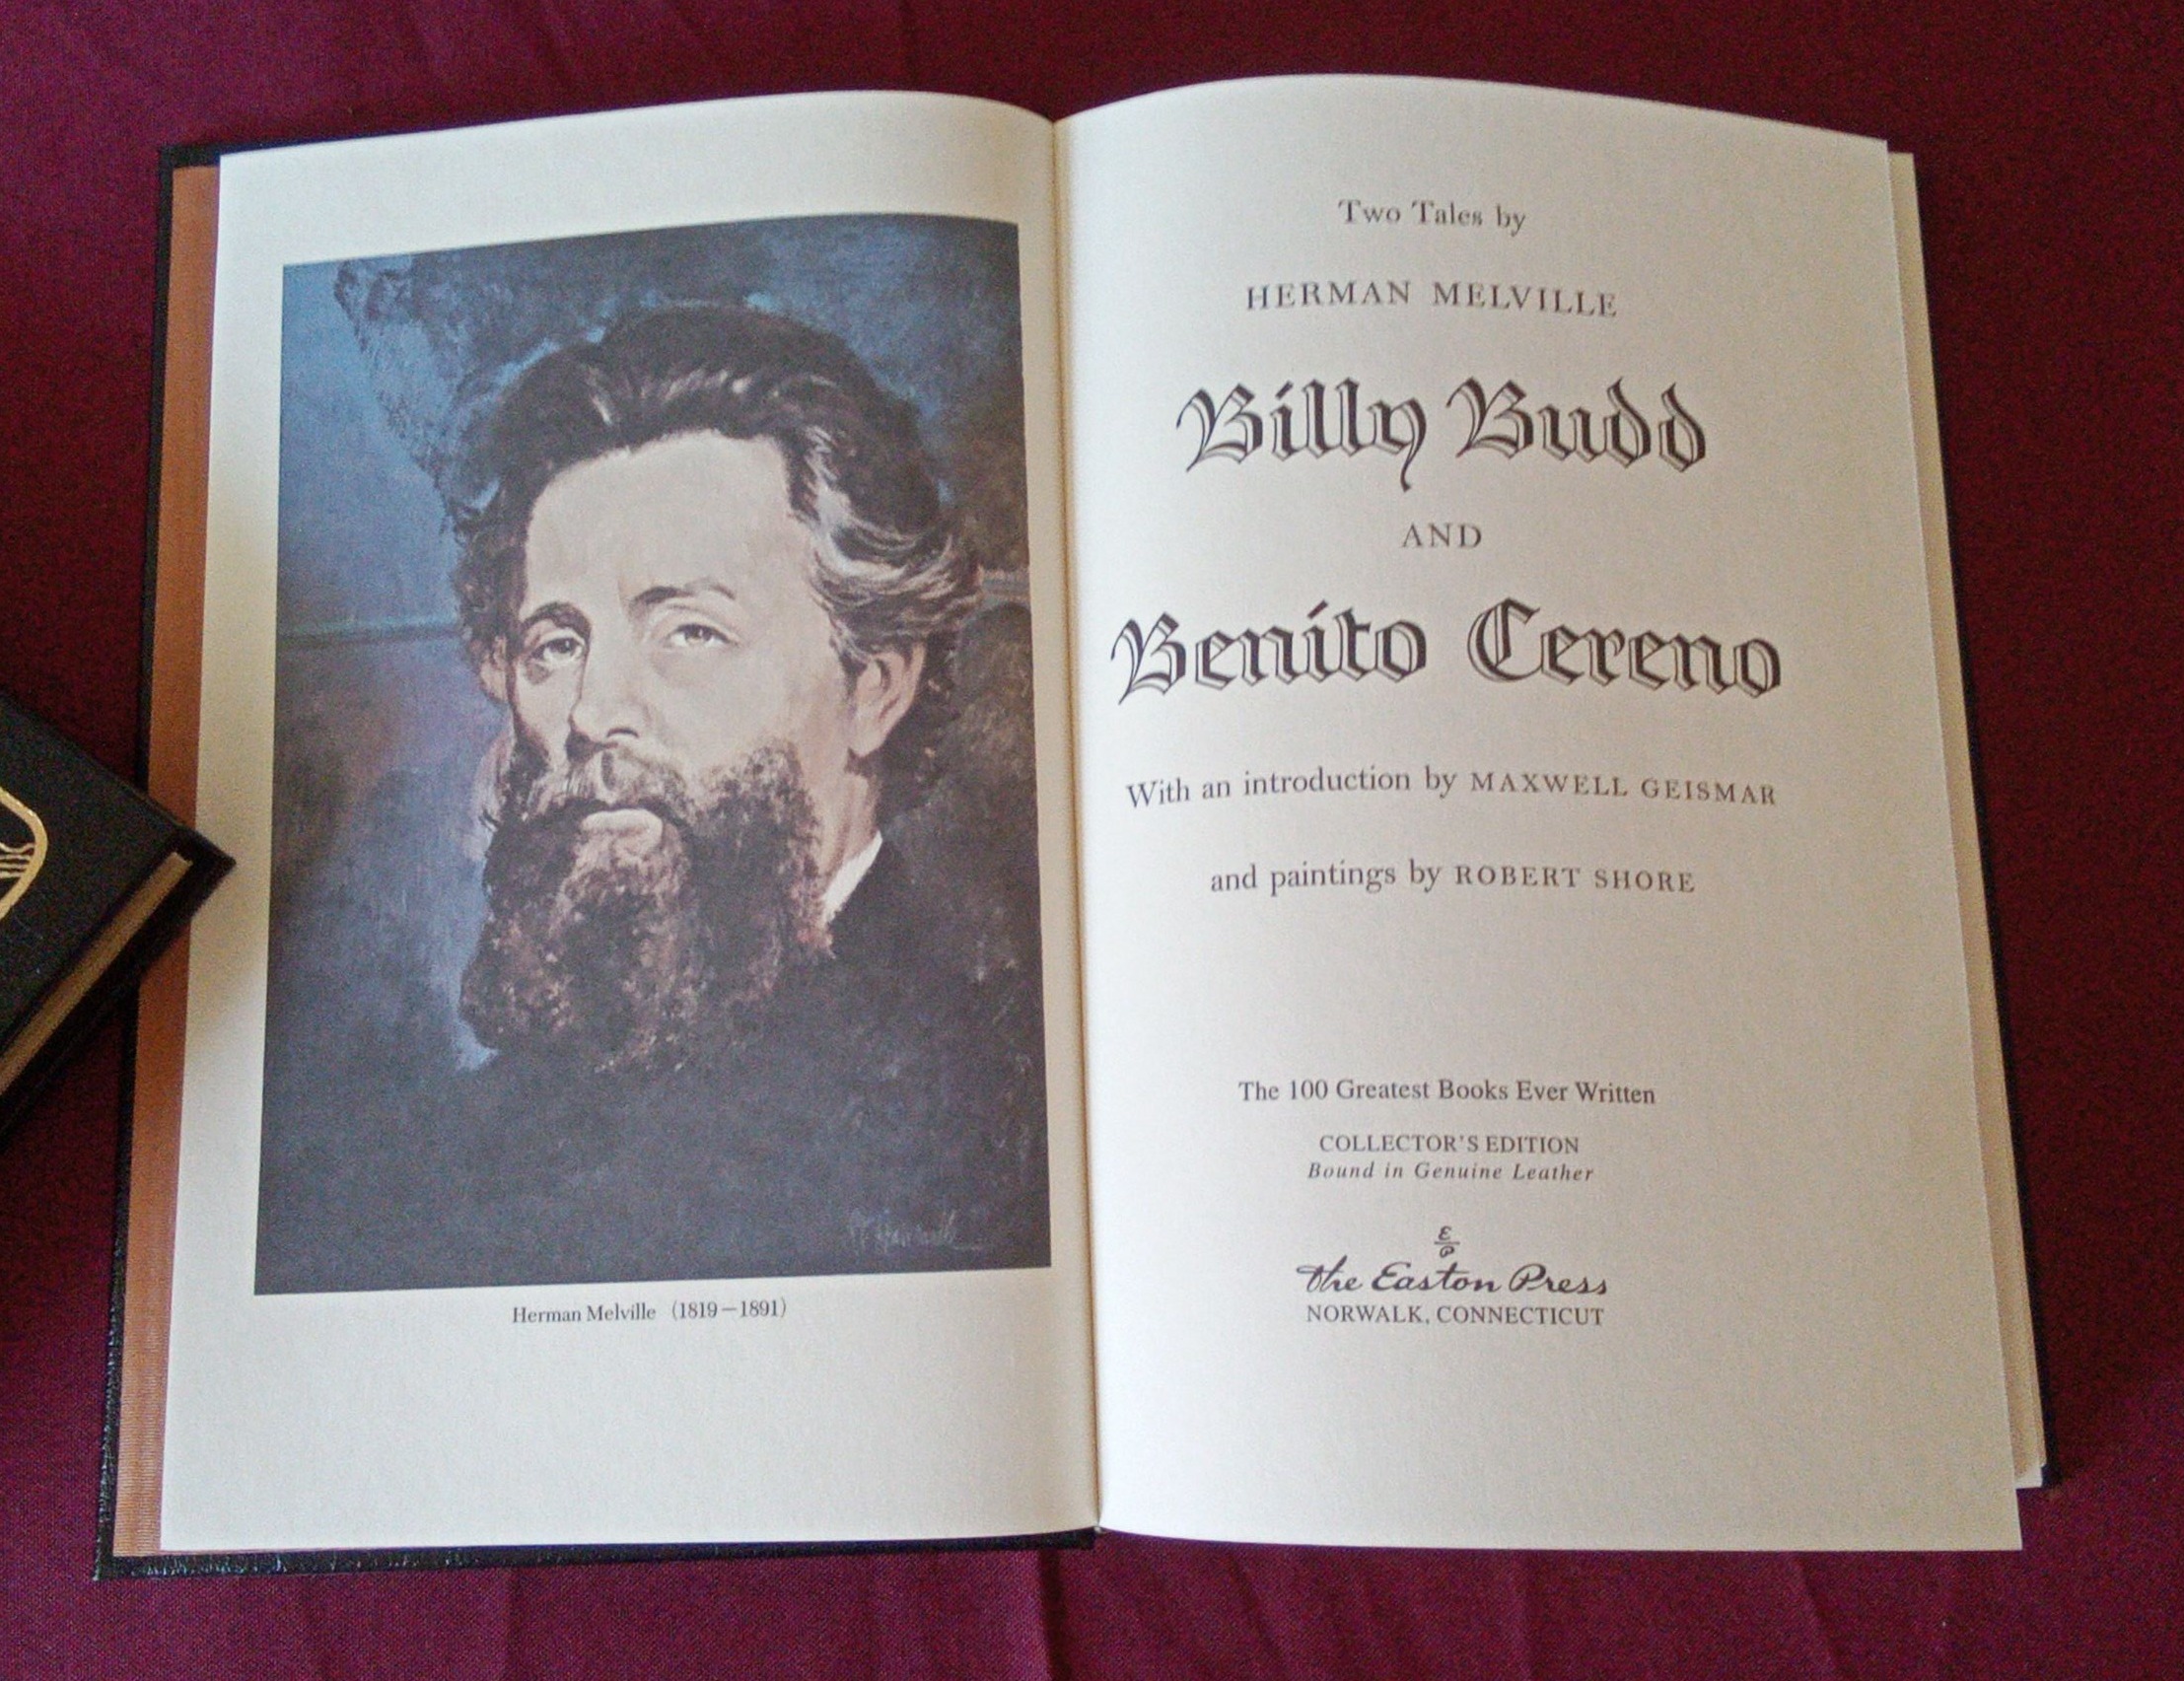 Herman Melville (1819—1891)
Two Tales by
HERMAN MELVILLE
Billy Budd
AND
Benito Cereno
With an introduction by MAXWELL GEISMAR
and paintings by ROBERT SHORE
The 100 Greatest Books Ever Written
COLLECTOR'S EDITION
Bound in Genuine Leather
E
P
The Easton Press
NORWALK, CONNECTICUT